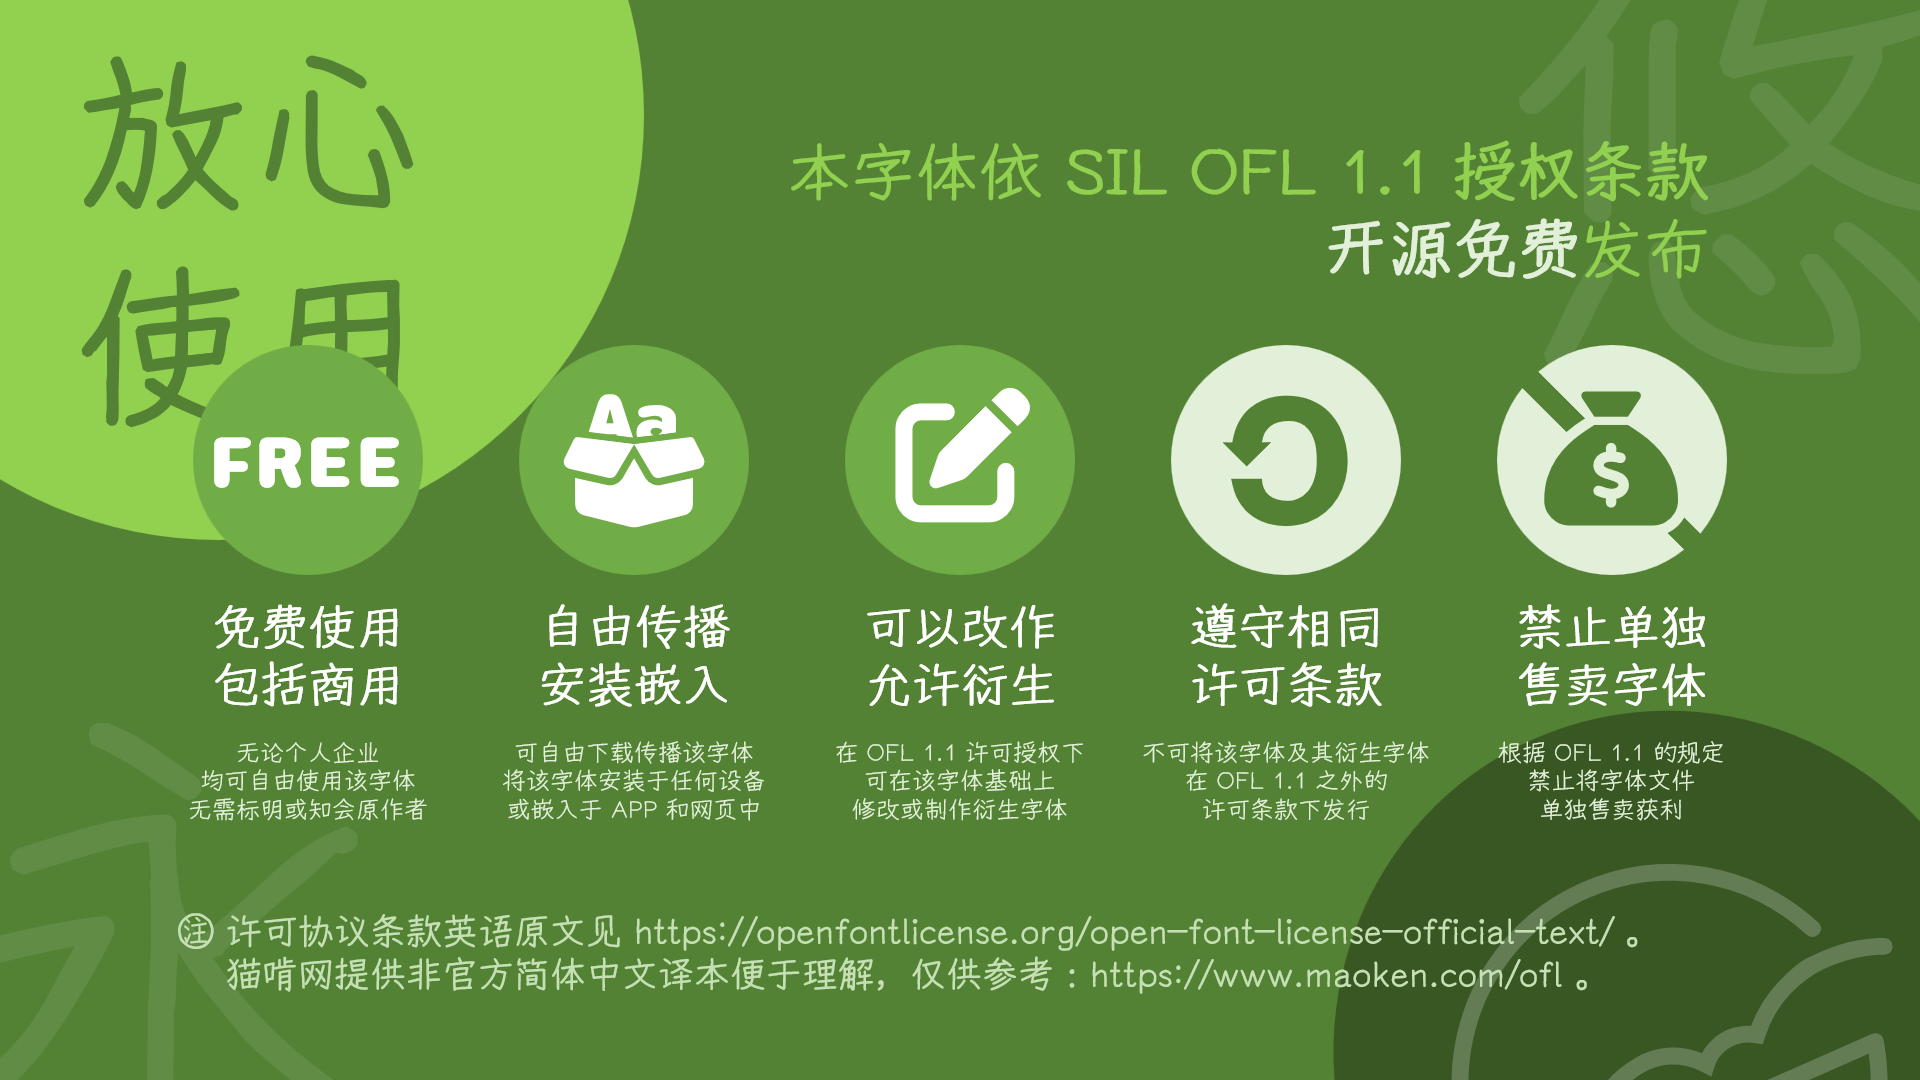 放心
使用
悠
本字体依 SIL OFL 1.1 授权条款
开源免费发布
FREE
Aa
$
免费使用
包括商用
无论个人企业
均可自由使用该字体
无需标明或知会原作者
自由传播
安装嵌入
可自由下载传播该字体
将该字体安装于任何设备
或嵌入于 APP 和网页中
可以改作
允许衍生
在 OFL 1.1 许可授权下
可在该字体基础上
修改或制作衍生字体
遵守相同
许可条款
不可将该字体及其衍生字体
在 OFL 1.1 之外的
许可条款下发行
禁止单独
售卖字体
根据 OFL 1.1 的规定
禁止将字体文件
单独售卖获利
永
注 许可协议条款英语原文见 https://openfontlicense.org/open-font-license-official-text/ 。
猫啃网提供非官方简体中文译本便于理解，仅供参考：https://www.maoken.com/ofl 。